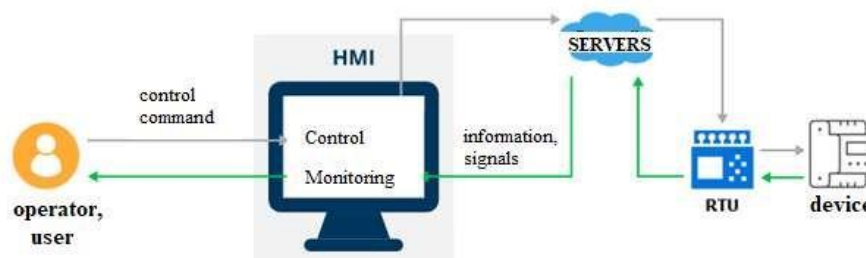 HMI
SERVERS
control
command
Control
Monitoring
information,
signals
operator,
user
RTU
device